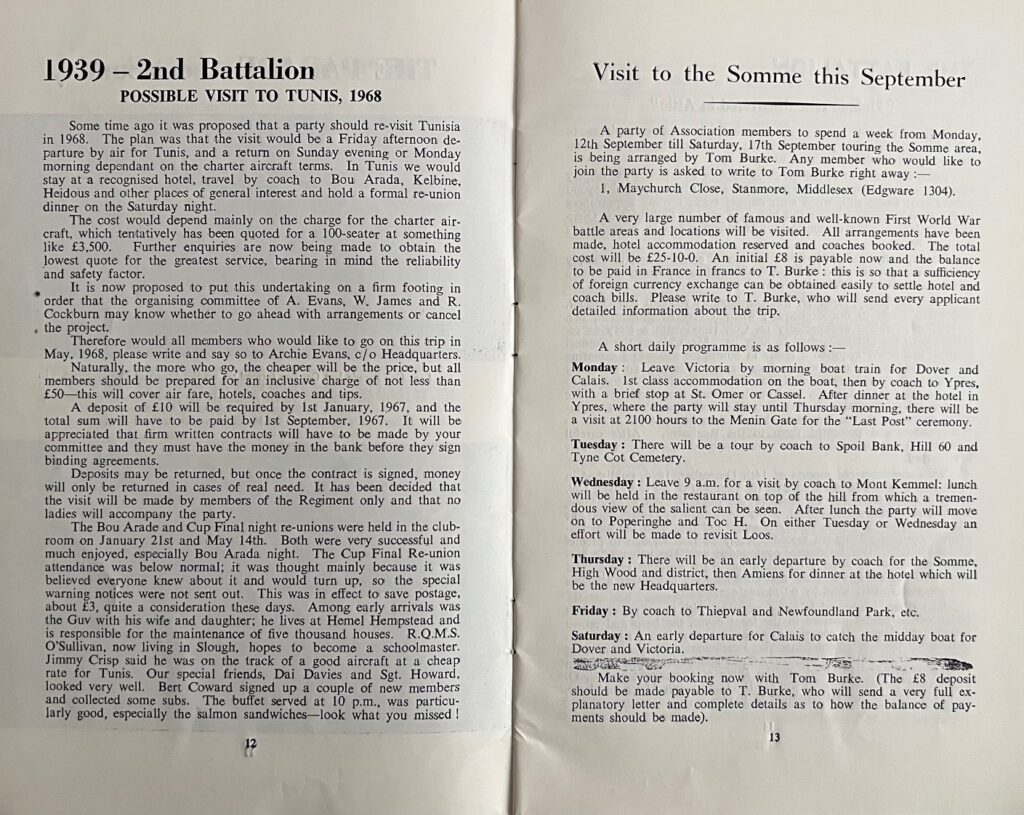 1939 – 2nd Battalion
POSSIBLE VISIT TO TUNIS, 1968
Some time ago it was proposed that a party should re-visit Tunisia
in 1968. The plan was that the visit would be a Friday afternoon de-
parture by air for Tunis, and a return on Sunday evening or Monday
morning dependant on the charter aircraft terms. In Tunis we would
stay at a recognised hotel, travel by coach to Bou Arada, Kelbine,
Heidous and other places of general interest and hold a formal re-union
dinner on the Saturday night.
The cost would depend mainly on the charge for the charter air-
craft, which tentatively has been quoted for a 100-seater at something
like £3,500. Further enquiries are now being made to obtain the
lowest quote for the greatest service, bearing in mind the reliability
and safety factor.
It is now proposed to put this undertaking on a firm footing in
order that the organising committee of A. Evans, W. James and R.
Cockburn may know whether to go ahead with arrangements or cancel
the project.
Therefore would all members who would like to go on this trip in
May, 1968, please write and say so to Archie Evans, c/o Headquarters.
Naturally, the more who go, the cheaper will be the price, but all
members should be prepared for an inclusive charge of not less than
£50—this will cover air fare, hotels, coaches and tips.
A deposit of £10 will be required by 1st January, 1967, and the
total sum will have to be paid by 1st September, 1967. It will be
appreciated that firm written contracts will have to be made by your
committee and they must have the money in the bank before they sign
binding agreements.
Deposits may be returned, but once the contract is signed, money
will only be returned in cases of real need. It has been decided that
the visit will be made by members of the Regiment only and that no
ladies will accompany the party.
The Bou Arade and Cup Final night re-unions were held in the club-
room on January 21st and May 14th. Both were very successful and
much enjoyed, especially Bou Arada night. The Cup Final Re-union
attendance was below normal; it was thought mainly because it was
believed everyone knew about it and would turn up, so the special
warning notices were not sent out. This was in effect to save postage,
about £3, quite a consideration these days. Among early arrivals was
the Guv with his wife and daughter; he lives at Hemel Hempstead and
is responsible for the maintenance of five thousand houses. R.Q.M.S.
O'Sullivan, now living in Slough, hopes to become a schoolmaster.
Jimmy Crisp said he was on the track of a good aircraft at a cheap
rate for Tunis. Our special friends, Dai Davies and Sgt. Howard,
looked very well. Bert Coward signed up a couple of new members
and collected some subs. The buffet served at 10 p.m., was particu-
larly good, especially the salmon sandwiches—look what you missed !
12
Visit to the Somme this September
A party of Association members to spend a week from Monday,
12th September till Saturday, 17th September touring the Somme area,
is being arranged by Tom Burke. Any member who would like to
join the party is asked to write to Tom Burke right away :—
1, Maychurch Close, Stanmore, Middlesex (Edgware 1304).
A very large number of famous and well-known First World War
battle areas and locations will be visited. All arrangements have been
made, hotel accommodation reserved and coaches booked. The total
cost will be £25-10-0. An initial £8 is payable now and the balance
to be paid in France in francs to T. Burke : this is so that a sufficiency
of foreign currency exchange can be obtained easily to settle hotel and
coach bills. Please write to T. Burke, who will send every applicant
detailed information about the trip.
A short daily programme is as follows :—
Monday : Leave Victoria by morning boat train for Dover and
Calais. 1st class accommodation on the boat, then by coach to Ypres,
with a brief stop at St. Omer or Cassel. After dinner at the hotel in
Ypres, where the party will stay until Thursday morning, there will be
a visit at 2100 hours to the Menin Gate for the "Last Post" ceremony.
Tuesday : There will be a tour by coach to Spoil Bank, Hill 60 and
Tyne Cot Cemetery.
Wednesday : Leave 9 a.m. for a visit by coach to Mont Kemmel: lunch
will be held in the restaurant on top of the hill from which a tremen-
dous view of the salient can be seen. After lunch the party will move
on to Poperinghe and Toc H. On either Tuesday or Wednesday an
effort will be made to revisit Loos.
Thursday : There will be an early departure by coach for the Somme,
High Wood and district, then Amiens for dinner at the hotel which will
be the new Headquarters.
Friday : By coach to Thiepval and Newfoundland Park, etc.
Saturday : An early departure for Calais to catch the midday boat for
Dover and Victoria.
Make your booking now with Tom Burke. (The £8 deposit
should be made payable to T. Burke, who will send a very full ex-
planatory letter and complete details as to how the balance of pay-
ments should be made).
13